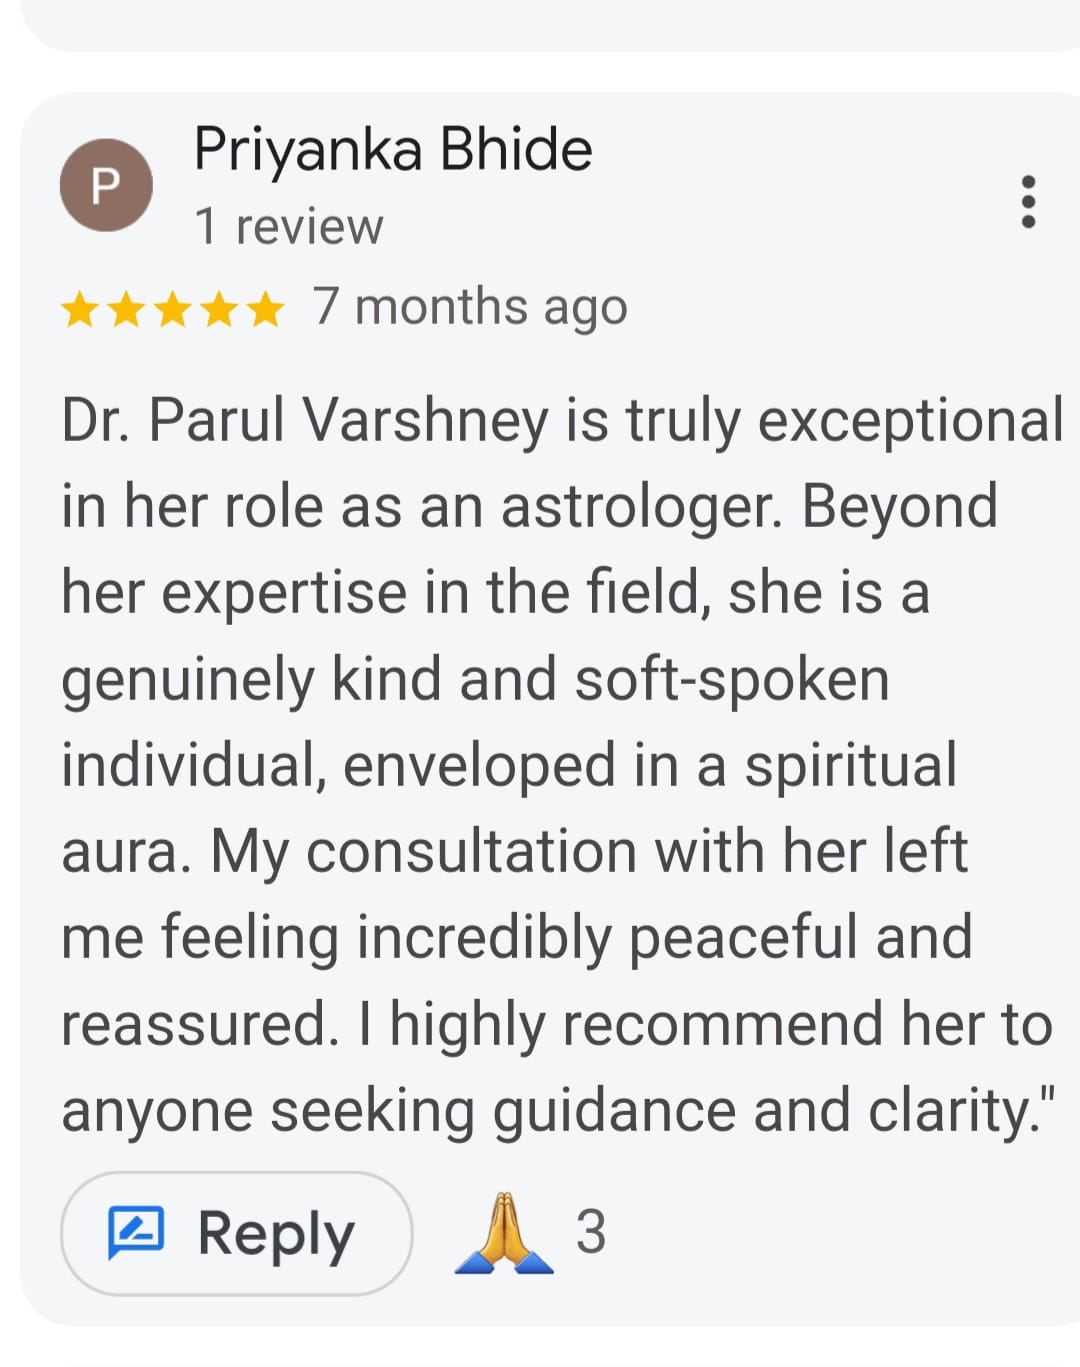 Priyanka Bhide
P
1 review
7 months ago
Dr. Parul Varshney is truly exceptional
in her role as an astrologer. Beyond
her expertise in the field, she is a
genuinely kind and soft-spoken
individual, enveloped in a spiritual
aura. My consultation with her left
me feeling incredibly peaceful and
reassured. I highly recommend her to
anyone seeking guidance and clarity."
Reply
3